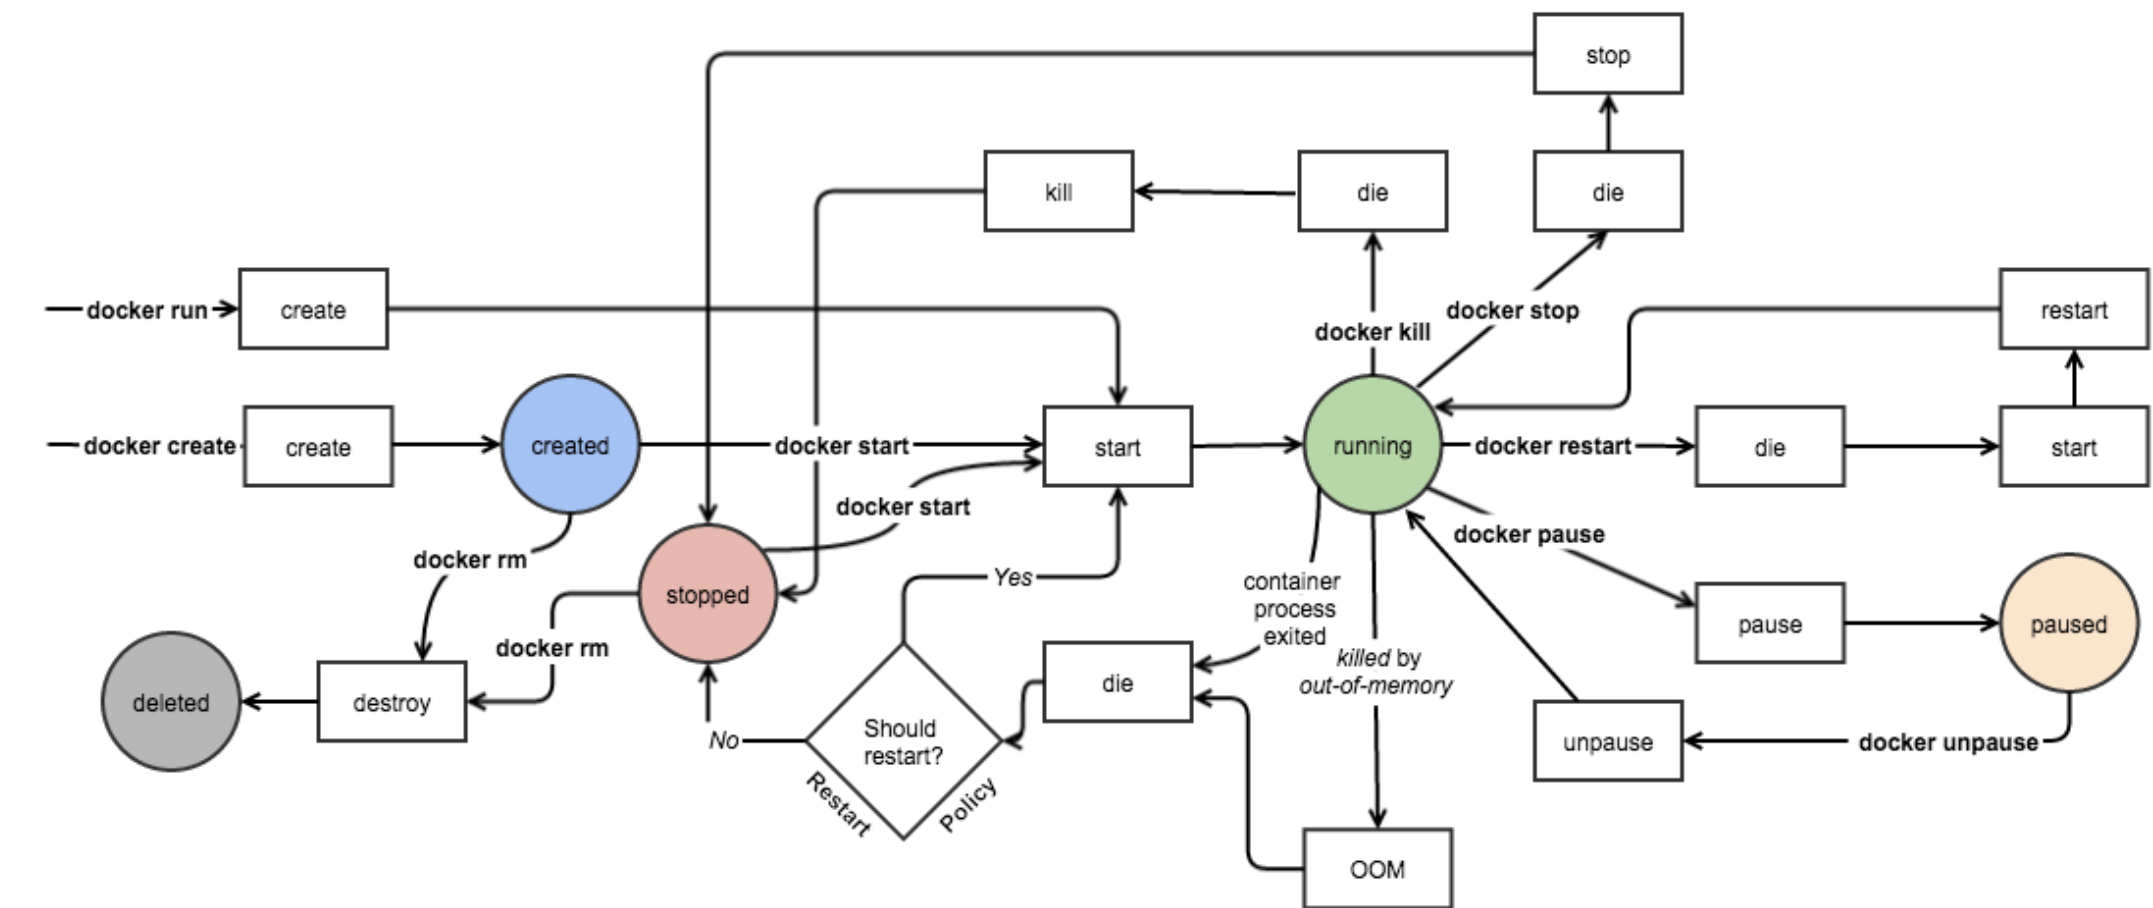 stop
kill
die
die
docker run
create
docker kill
docker stop
restart
docker create
create
created
docker start
start
running
docker restart
die
start
docker start
docker pause
docker rm
stopped
Yes
container
process
exited
pause
paused
docker rm
killed by
out-of-memory
die
deleted
destroy
No
Should
restart?
Restart
Policy
unpause
docker unpause
OOM